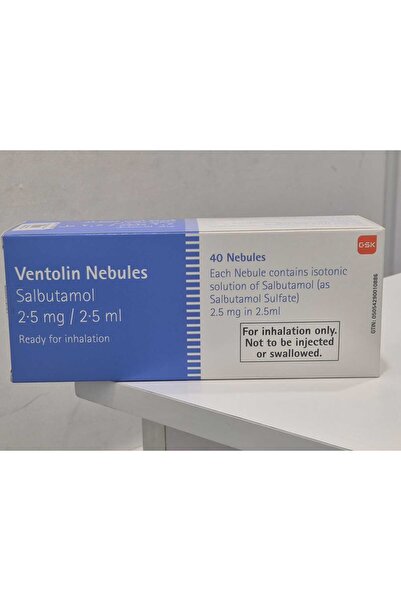 Ventolin Nebules
Salbutamol
2·5 mg / 2·5 ml
Ready for inhalation
40 Nebules
Each Nebule contains isotonic
solution of Salbutamol (as
Salbutamol Sulfate)
2.5 mg in 2.5ml
For inhalation only.
Not to be injected
or swallowed.
GSK
GTIN: 05054290010886